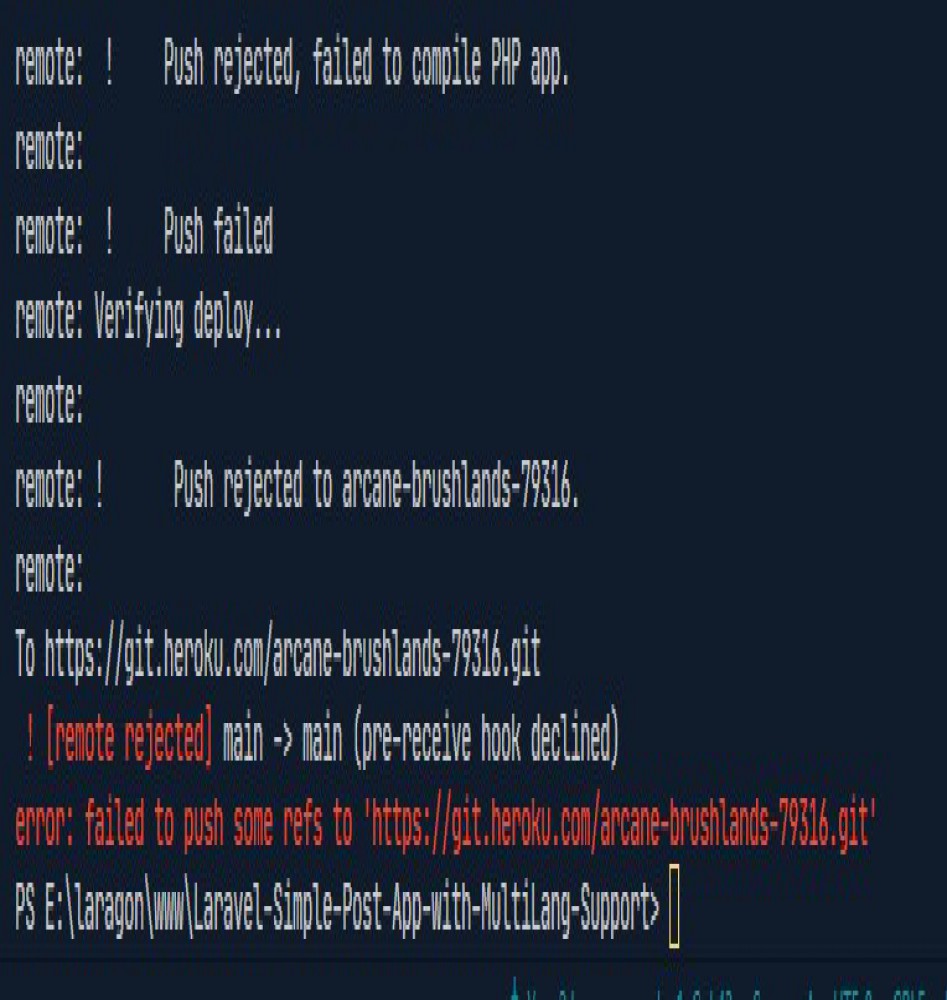 remote:  !     Push rejected, failed to compile PHP app.
remote:
remote:  !     Push failed
remote: Verifying deploy...
remote:
remote: !       Push rejected to arcane-brushlands-79316.
remote:
To https://git.heroku.com/arcane-brushlands-79316.git
 ! [remote rejected] main -> main (pre-receive hook declined)
error: failed to push some refs to 'https://git.heroku.com/arcane-brushlands-79316.git'
PS E:\laragon\www\Laravel-Simple-Post-App-with-MultiLang-Support>